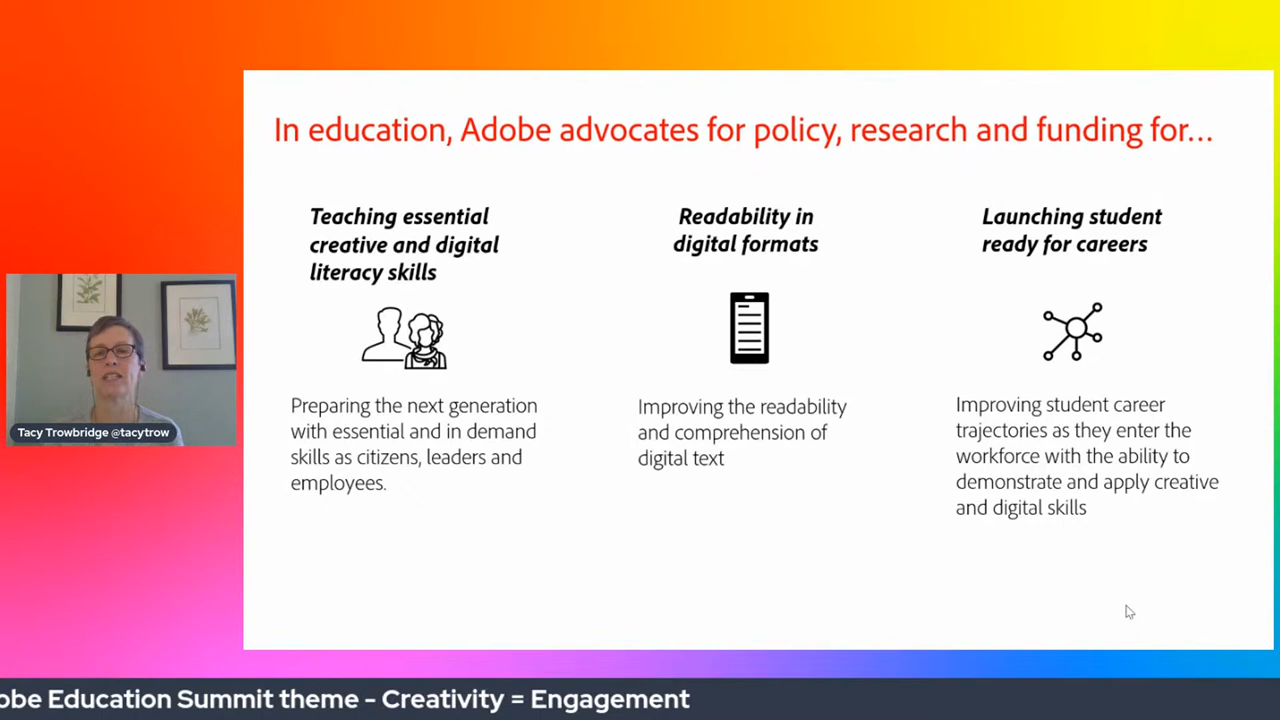 In education, Adobe advocates for policy, research and funding for...
Teaching essential
creative and digital
literacy skills
Preparing the next generation
with essential and in demand
skills as citizens, leaders and
employees.
Readability in
digital formats
Improving the readability
and comprehension of
digital text
Launching student
ready for careers
Improving student career
trajectories as they enter the
workforce with the ability to
demonstrate and apply creative
and digital skills
Tacy Trowbridge @tacytrow
obe Education Summit theme - Creativity = Engagement